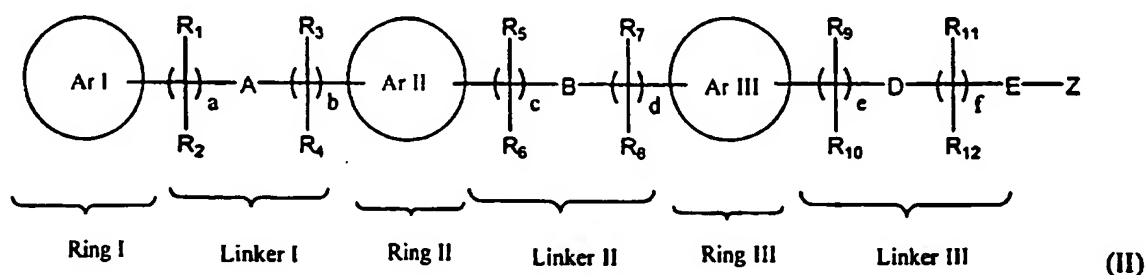 R₁ R₃ R₅ R₇ R₉ R₁₁
Ar I ( )a A ( )b Ar II ( )c B ( )d Ar III ( )e D ( )f E Z
R₂ R₄ R₆ R₈ R₁₀ R₁₂
Ring I Linker I Ring II Linker II Ring III Linker III (II)